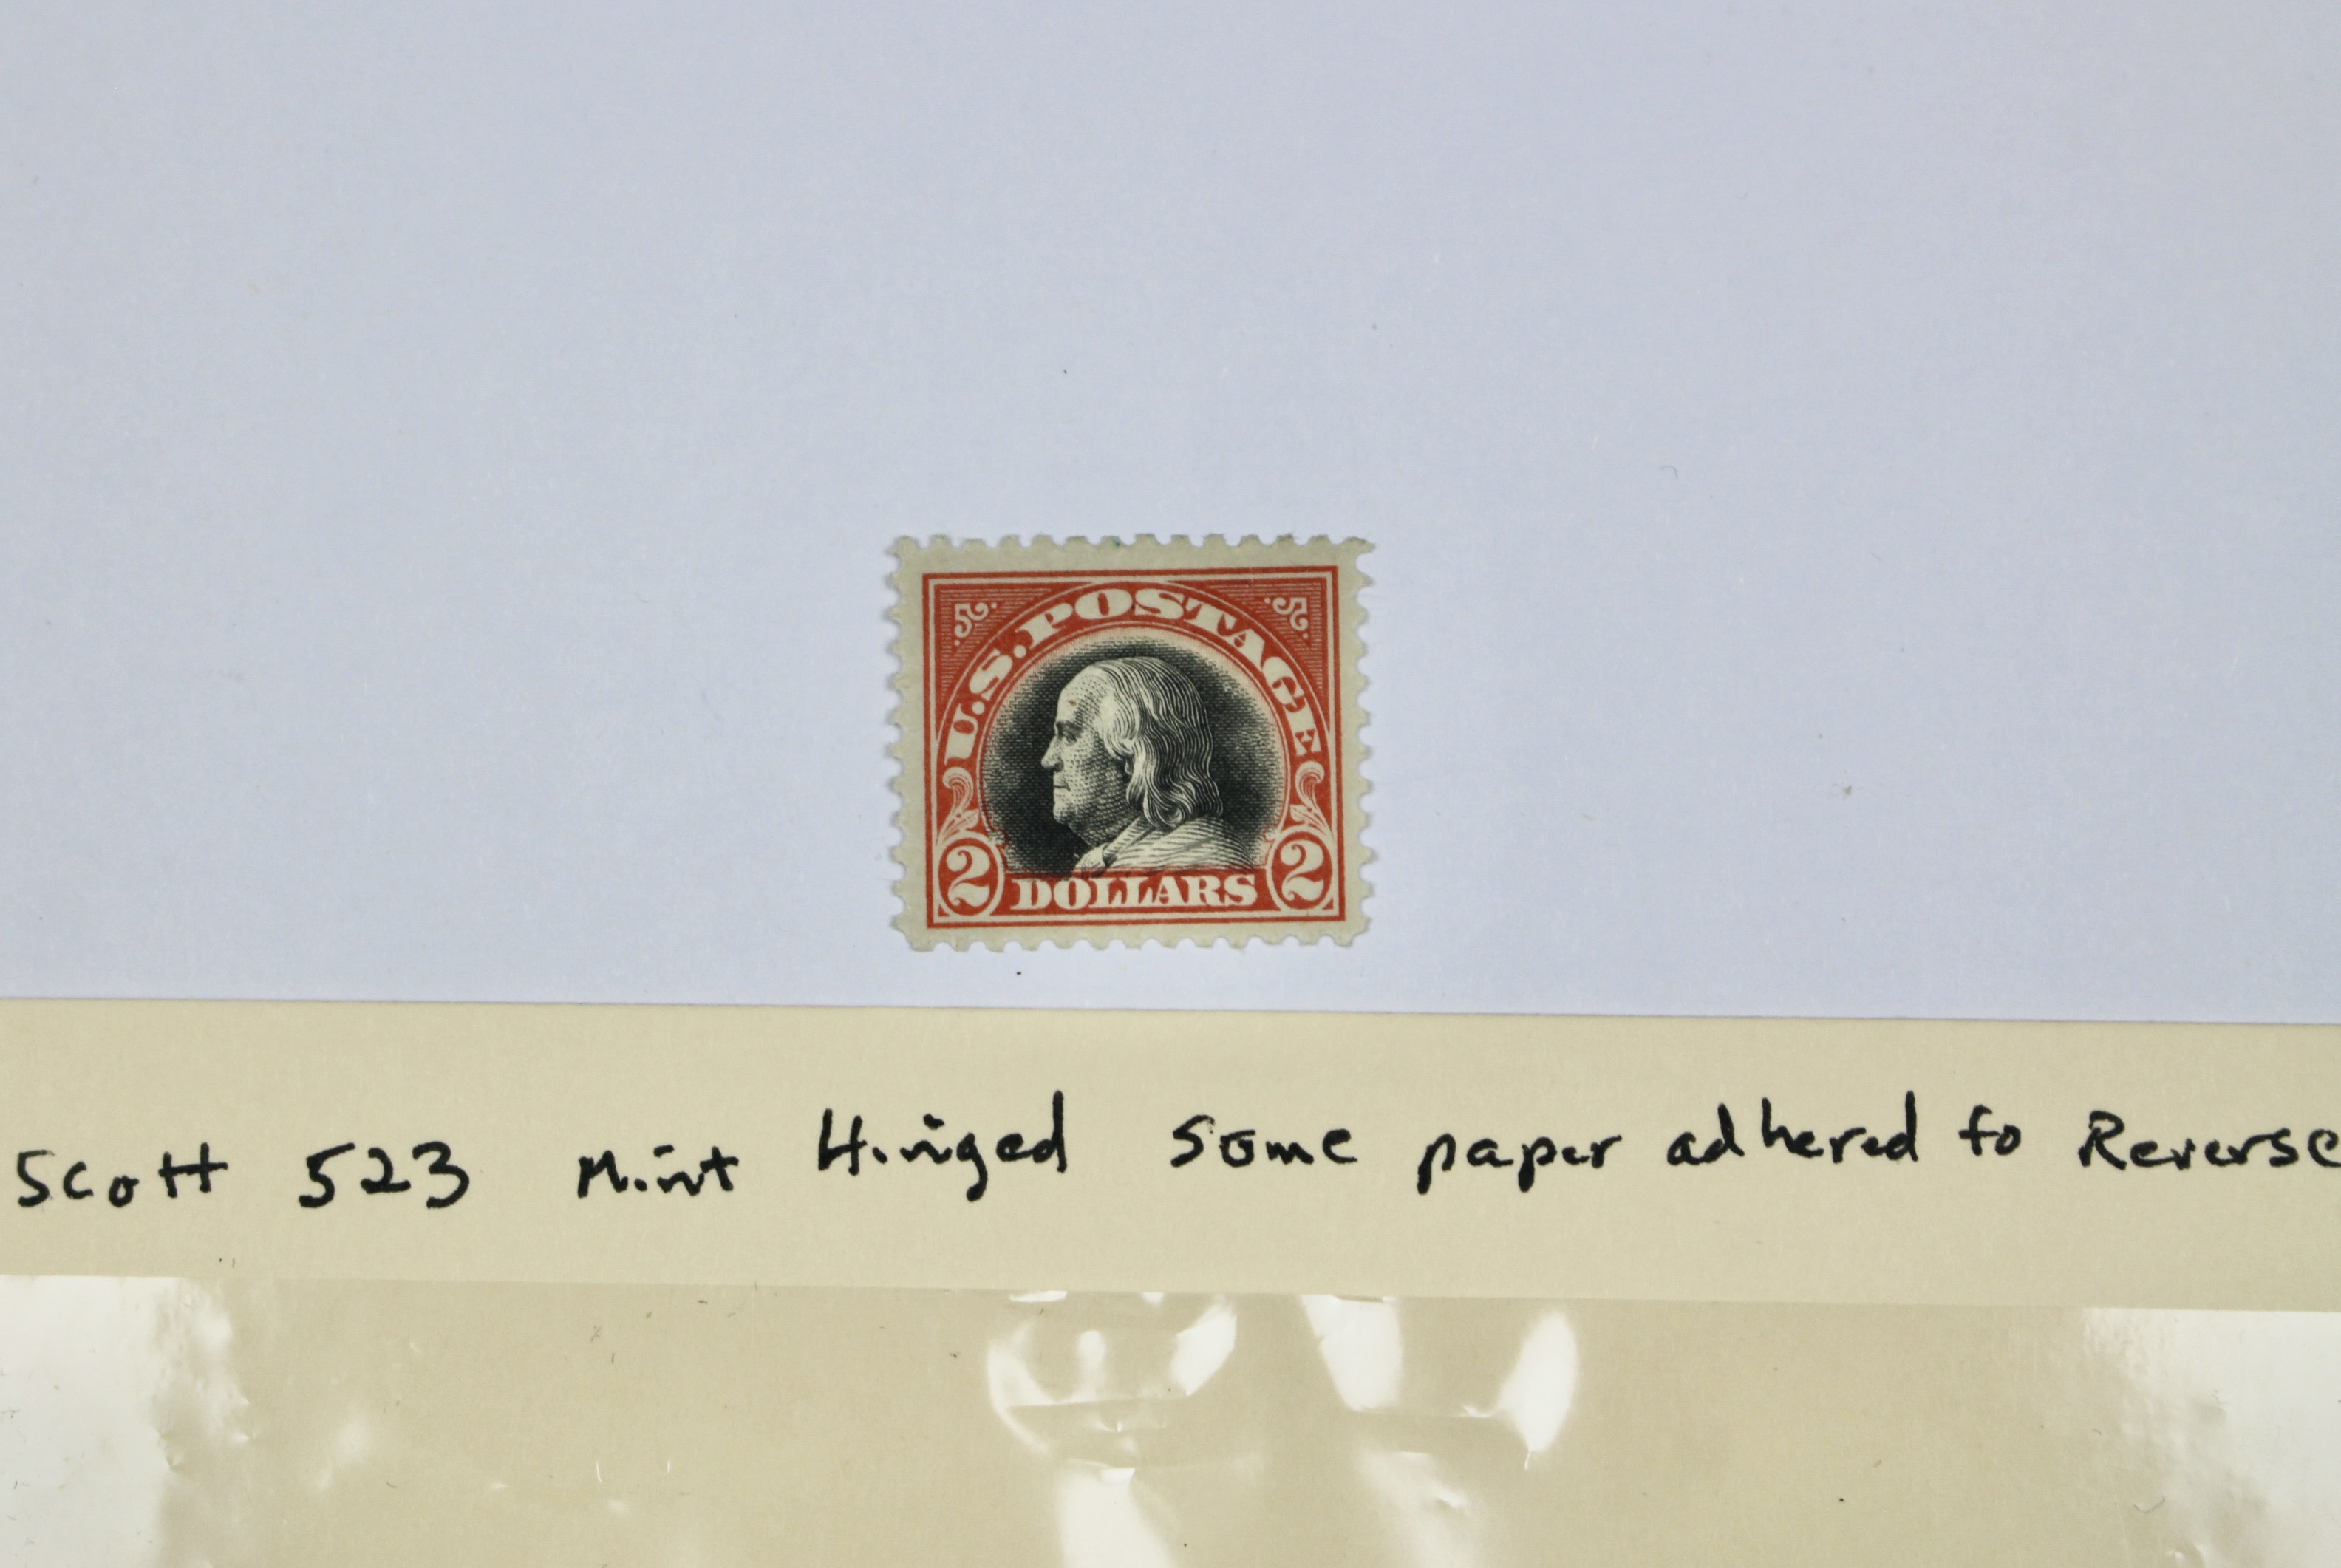 U.S. POSTAGE
2 DOLLARS 2
Scott 523 Mint Hinged Some paper adhered to Reverse